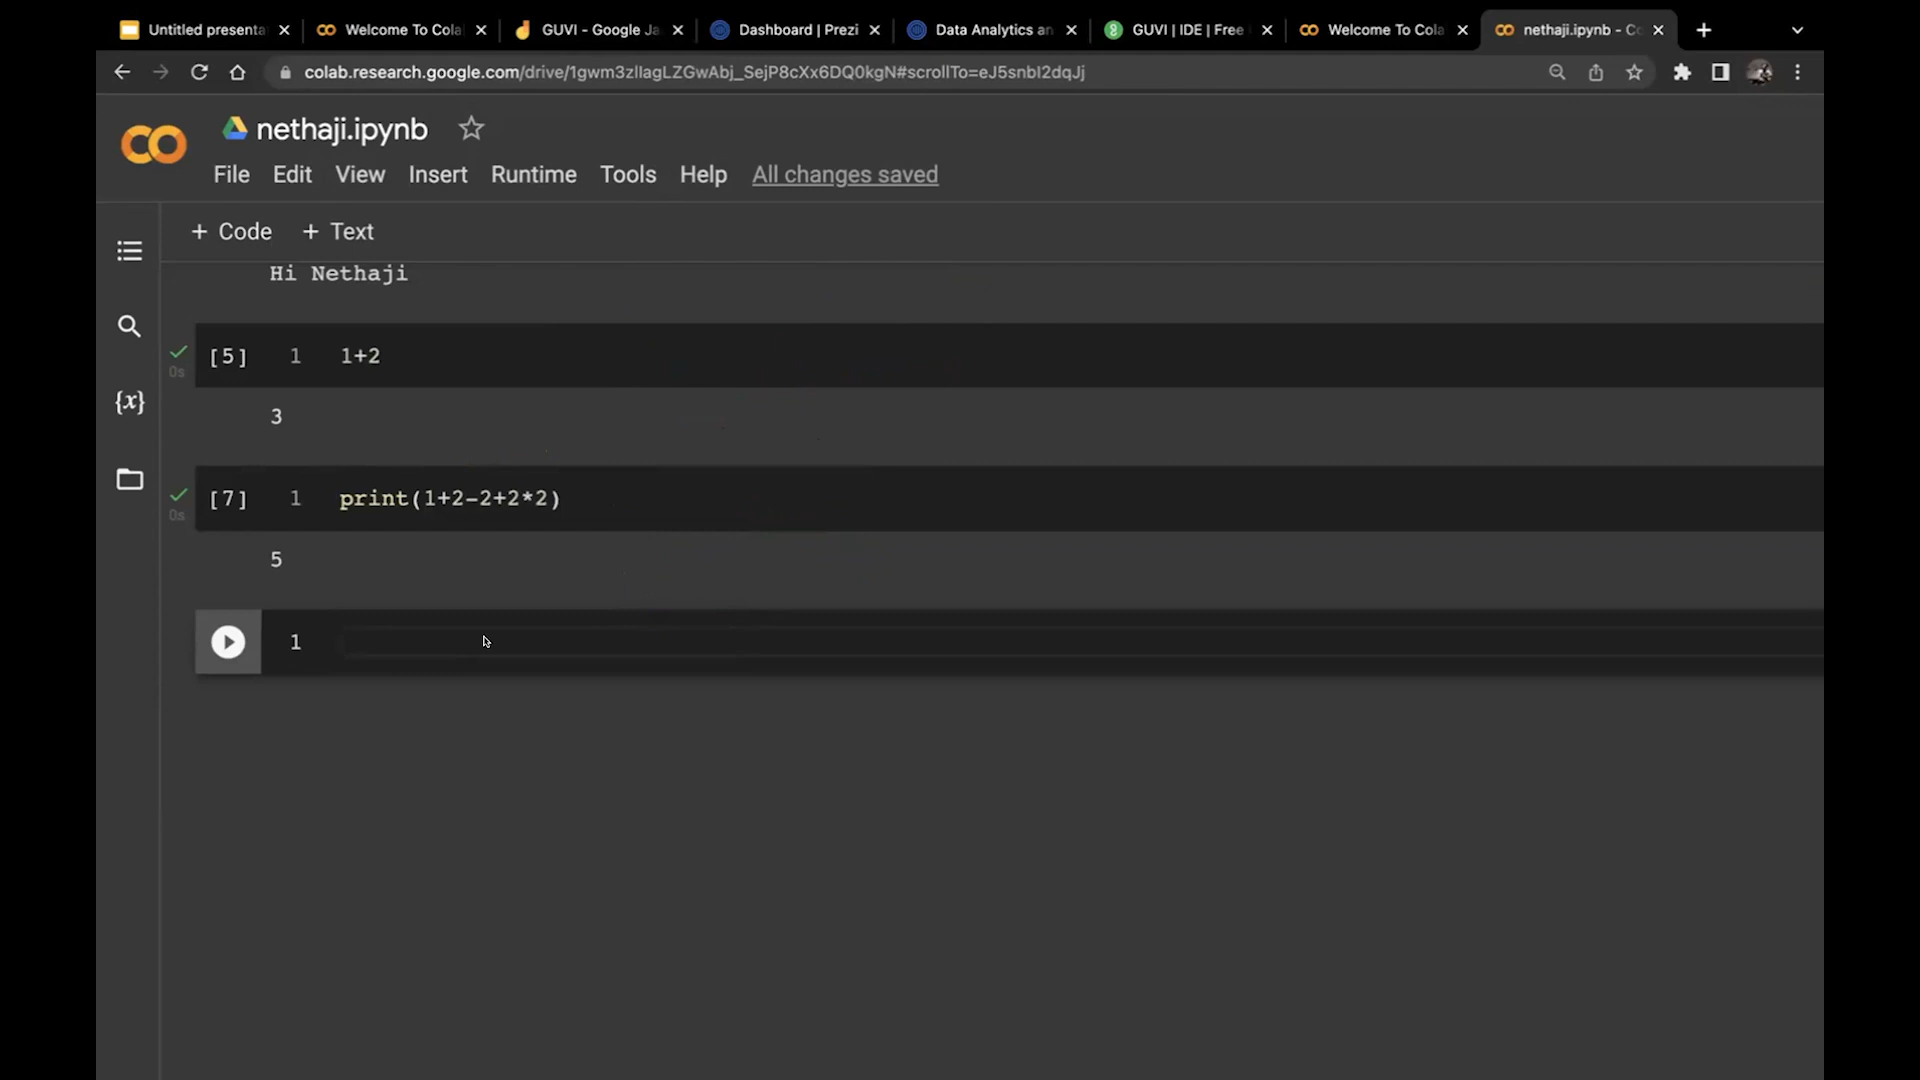 Untitled presenta
Welcome To Cola
GUVI - Google Ja
Dashboard | Prezi
Data Analytics an
GUVI | IDE | Free
Welcome To Cola
nethaji.ipynb - Co
colab.research.google.com/drive/1gwm3zllagLZGwAbj_SejP8cXx6DQ0kgN#scrollTo=eJ5snbI2dqJj
nethaji.ipynb
File Edit View Insert Runtime Tools Help All changes saved
+ Code + Text
Hi Nethaji
[5] 1 1+2
0s
3
[7] 1 print(1+2-2+2*2)
0s
5
1